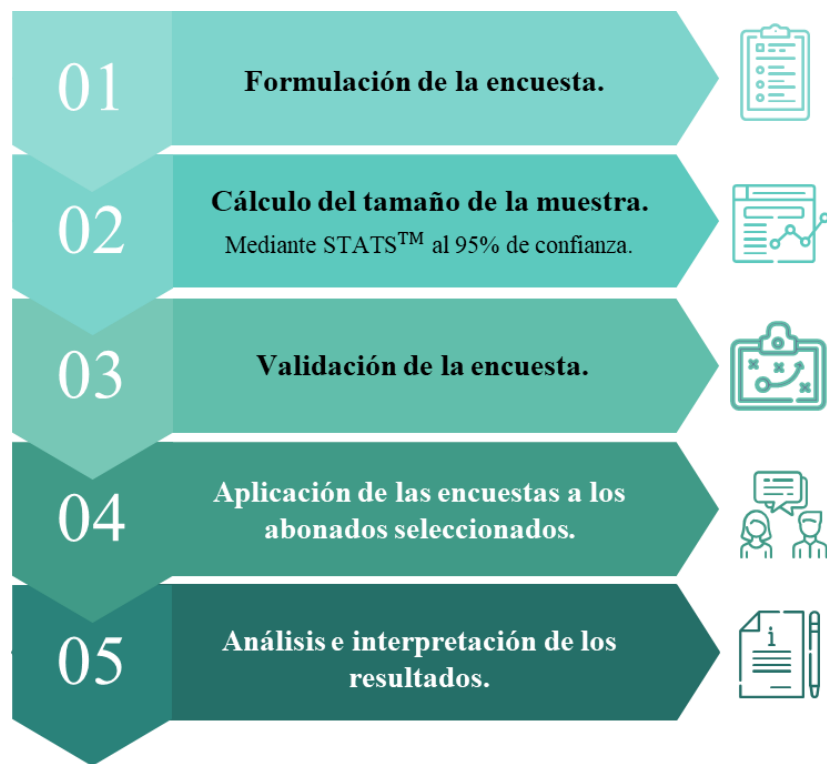 01
Formulación de la encuesta.
02
Cálculo del tamaño de la muestra.
Mediante STATS™ al 95% de confianza.
03
Validación de la encuesta.
04
Aplicación de las encuestas a los
abonados seleccionados.
05
Análisis e interpretación de los
resultados.
i